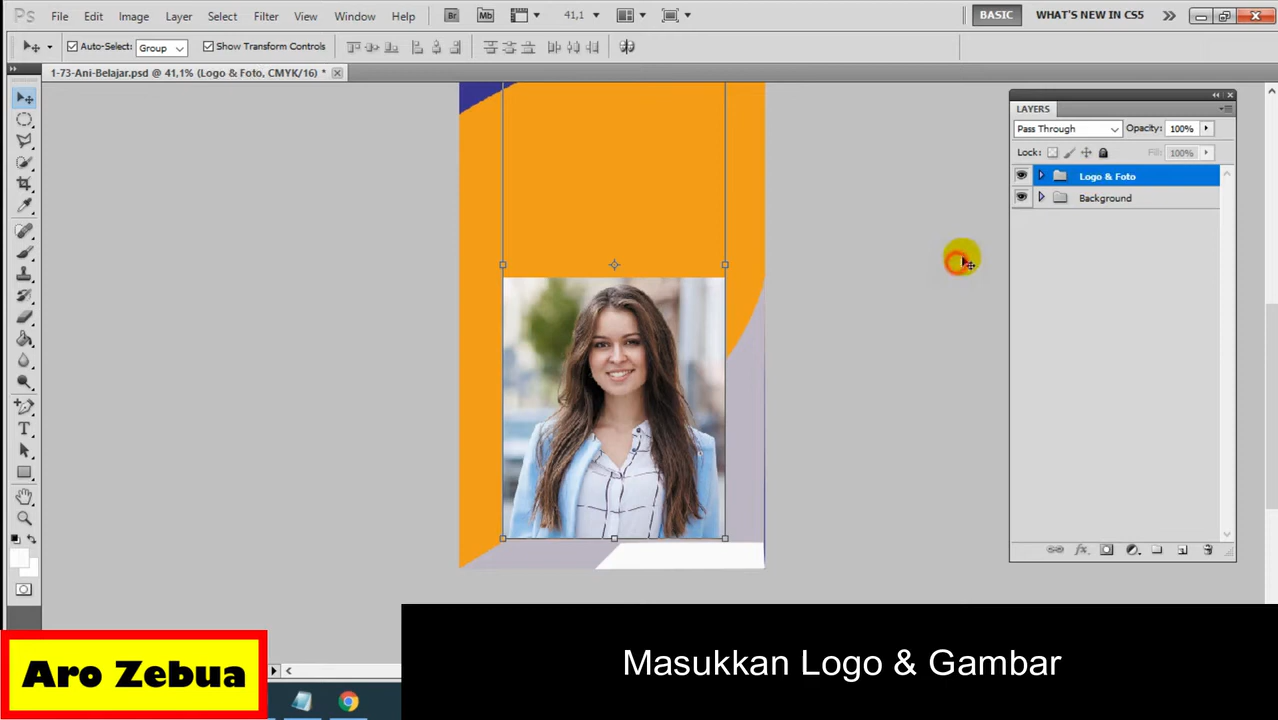 Ps File Edit Image Layer Select Filter View Window Help Br Mb 41,1 BASIC WHAT'S NEW IN CS5
Auto-Select: Group Show Transform Controls
1-73-Ani-Belajar.psd @ 41,1% (Logo & Foto, CMYK/16) *
LAYERS
Pass Through Opacity: 100%
Lock: Fill: 100%
Logo & Foto
Background
Aro Zebua
Masukkan Logo & Gambar